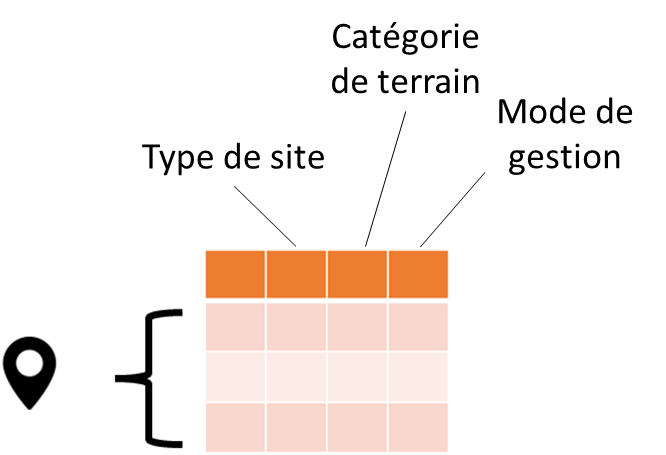 Catégorie
de terrain
Mode de
gestion
Type de site